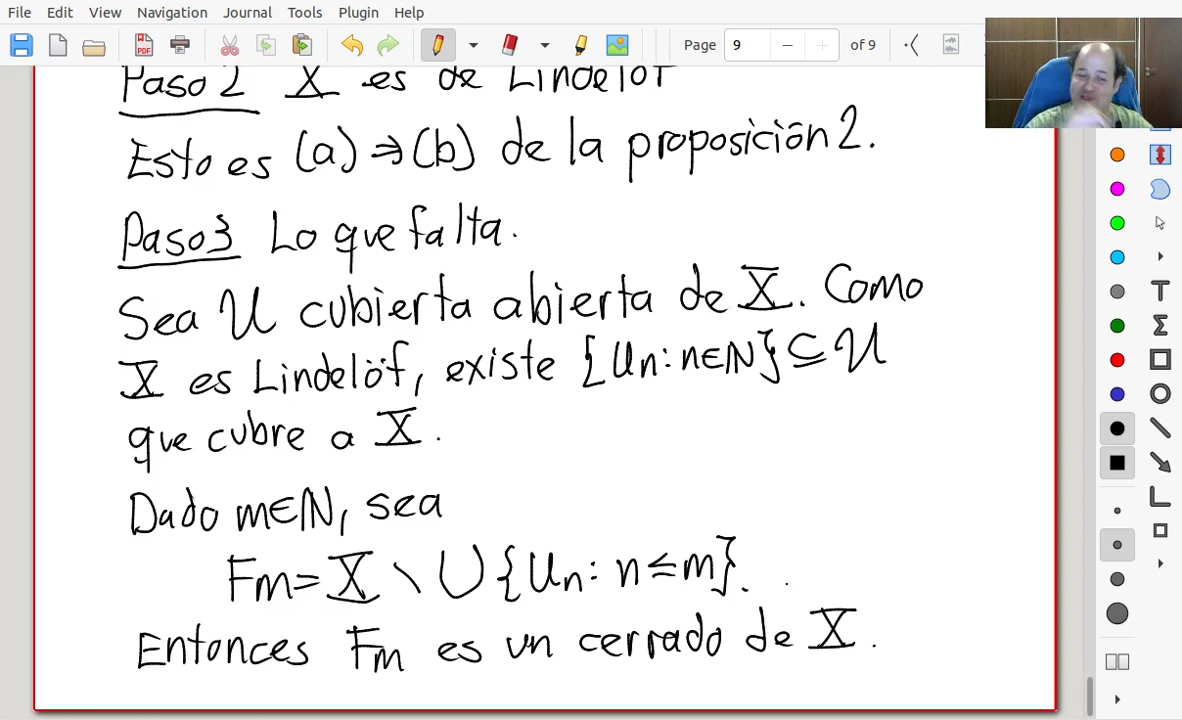 File Edit View Navigation Journal Tools Plugin Help
Page 9 of 9
Paso 2 X es de Lindelöf
Esto es (a) ⇒ (b) de la proposición 2.
Paso 3 Lo que falta.
Sea U cubierta abierta de X. Como
X es Lindelöf, existe {Un: n∈N} ⊆ U
que cubre a X.
Dado m∈N, sea
Fm = X \ ∪ {Un: n≤m}.
Entonces Fm es un cerrado de X.